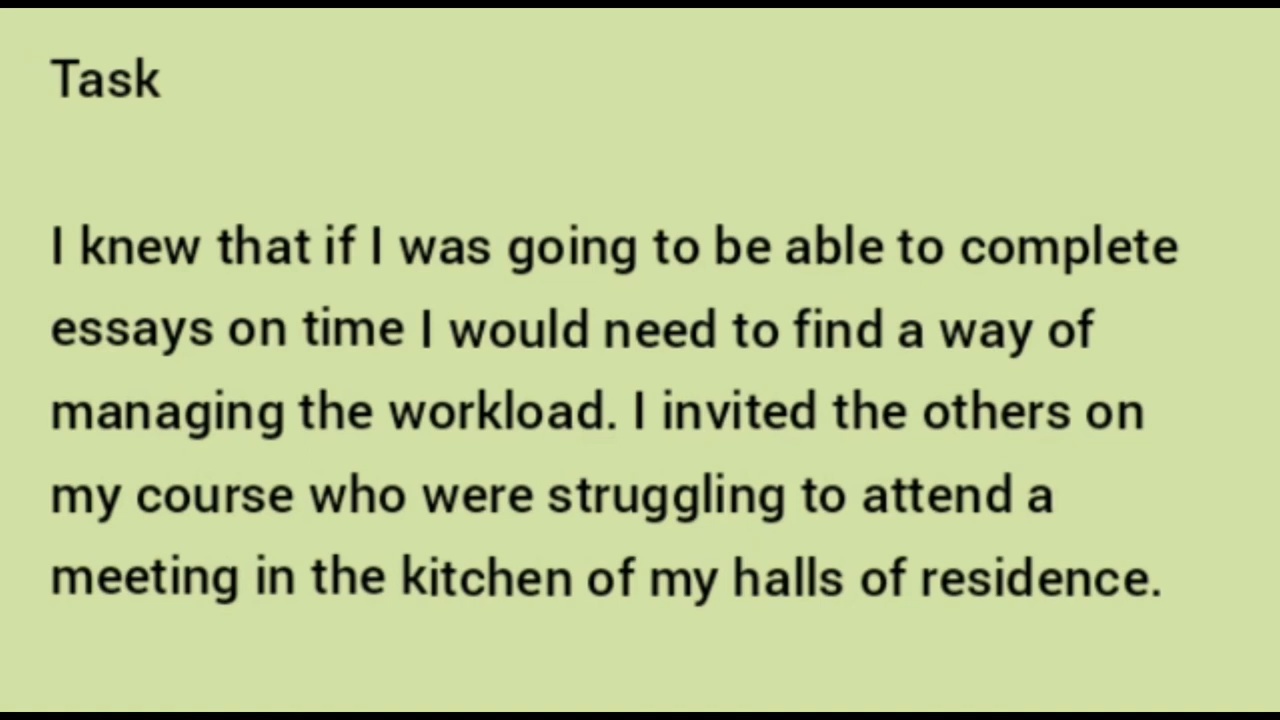 Task
I knew that if I was going to be able to complete
essays on time I would need to find a way of
managing the workload. I invited the others on
my course who were struggling to attend a
meeting in the kitchen of my halls of residence.